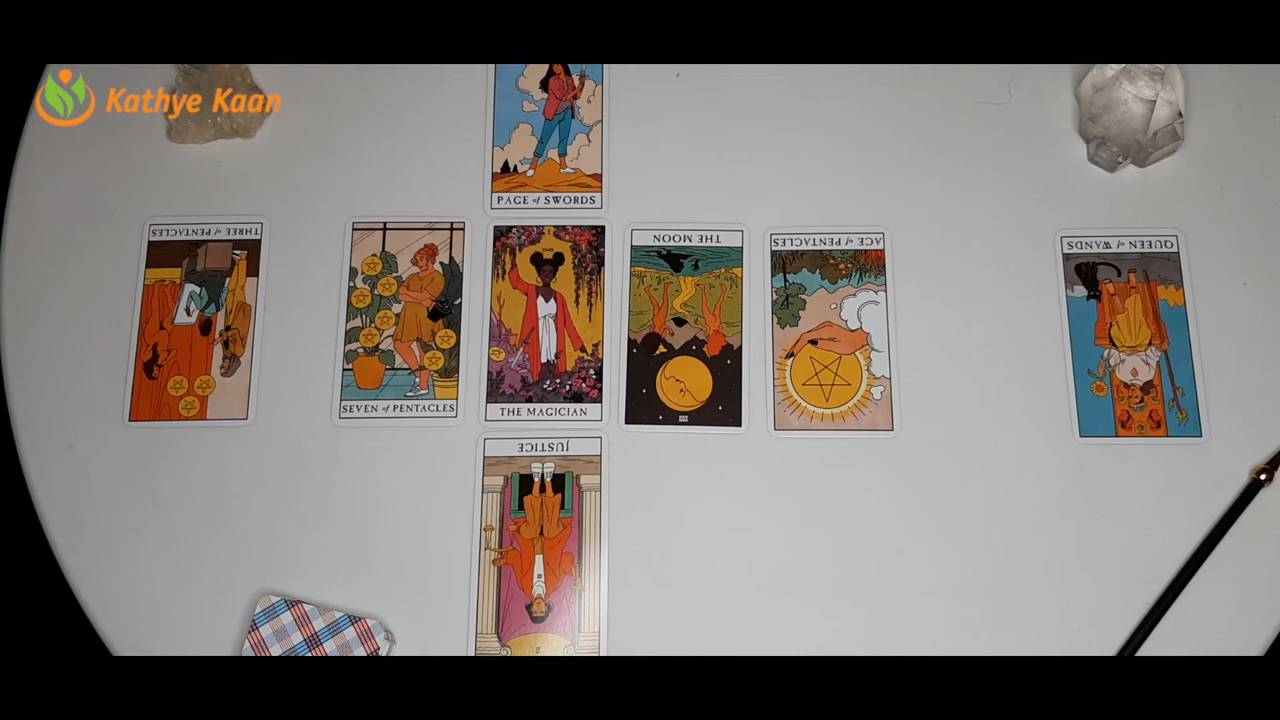 Kathye Kaan
PAGE of SWORDS
THREE of PENTACLES
SEVEN of PENTACLES
I
THE MAGICIAN
THE MOON
ACE of PENTACLES
QUEEN of WANDS
JUSTICE